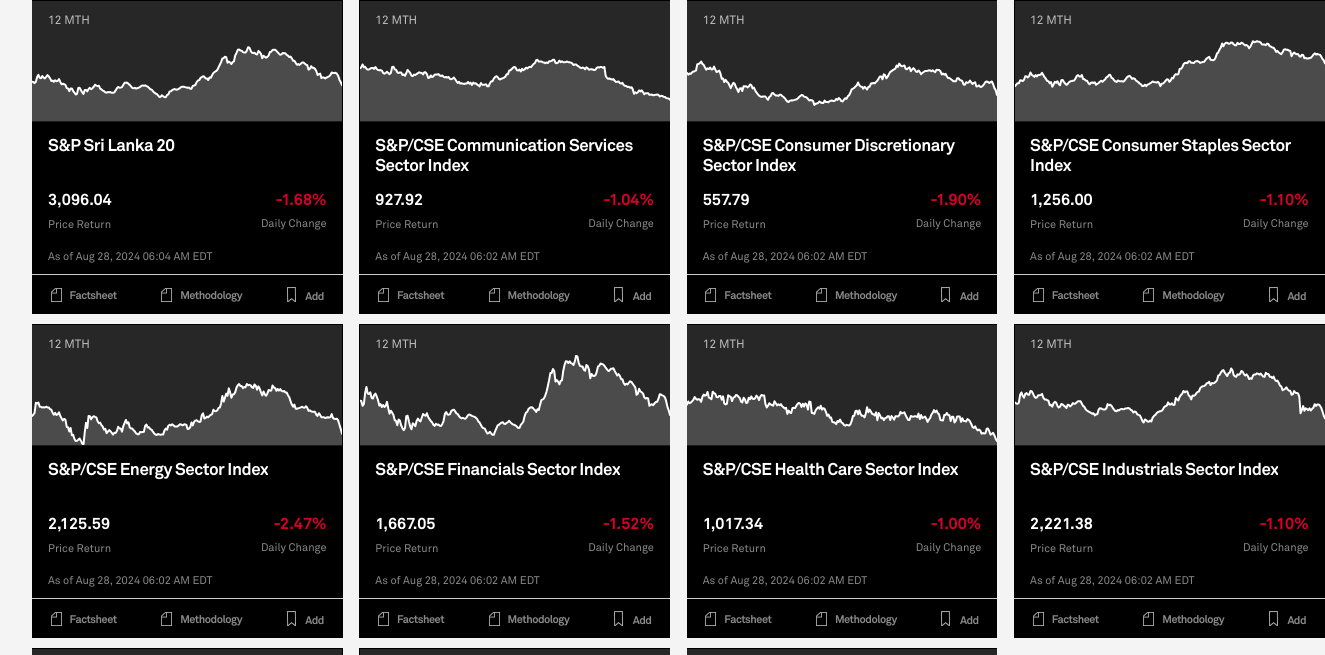 12 MTH
12 MTH
12 MTH
12 MTH
S&P Sri Lanka 20
S&P/CSE Communication Services
Sector Index
S&P/CSE Consumer Discretionary
Sector Index
S&P/CSE Consumer Staples Sector
Index
3,096.04 -1.68%
Price Return Daily Change
As of Aug 28, 2024 06:04 AM EDT
927.92 -1.04%
Price Return Daily Change
As of Aug 28, 2024 06:02 AM EDT
557.79 -1.90%
Price Return Daily Change
As of Aug 28, 2024 06:02 AM EDT
1,256.00 -1.10%
Price Return Daily Change
As of Aug 28, 2024 06:02 AM EDT
Factsheet Methodology Add
Factsheet Methodology Add
Factsheet Methodology Add
Factsheet Methodology Add
12 MTH
12 MTH
12 MTH
12 MTH
S&P/CSE Energy Sector Index
S&P/CSE Financials Sector Index
S&P/CSE Health Care Sector Index
S&P/CSE Industrials Sector Index
2,125.59 -2.47%
Price Return Daily Change
As of Aug 28, 2024 06:02 AM EDT
1,667.05 -1.52%
Price Return Daily Change
As of Aug 28, 2024 06:02 AM EDT
1,017.34 -1.00%
Price Return Daily Change
As of Aug 28, 2024 06:02 AM EDT
2,221.38 -1.10%
Price Return Daily Change
As of Aug 28, 2024 06:02 AM EDT
Factsheet Methodology Add
Factsheet Methodology Add
Factsheet Methodology Add
Factsheet Methodology Add